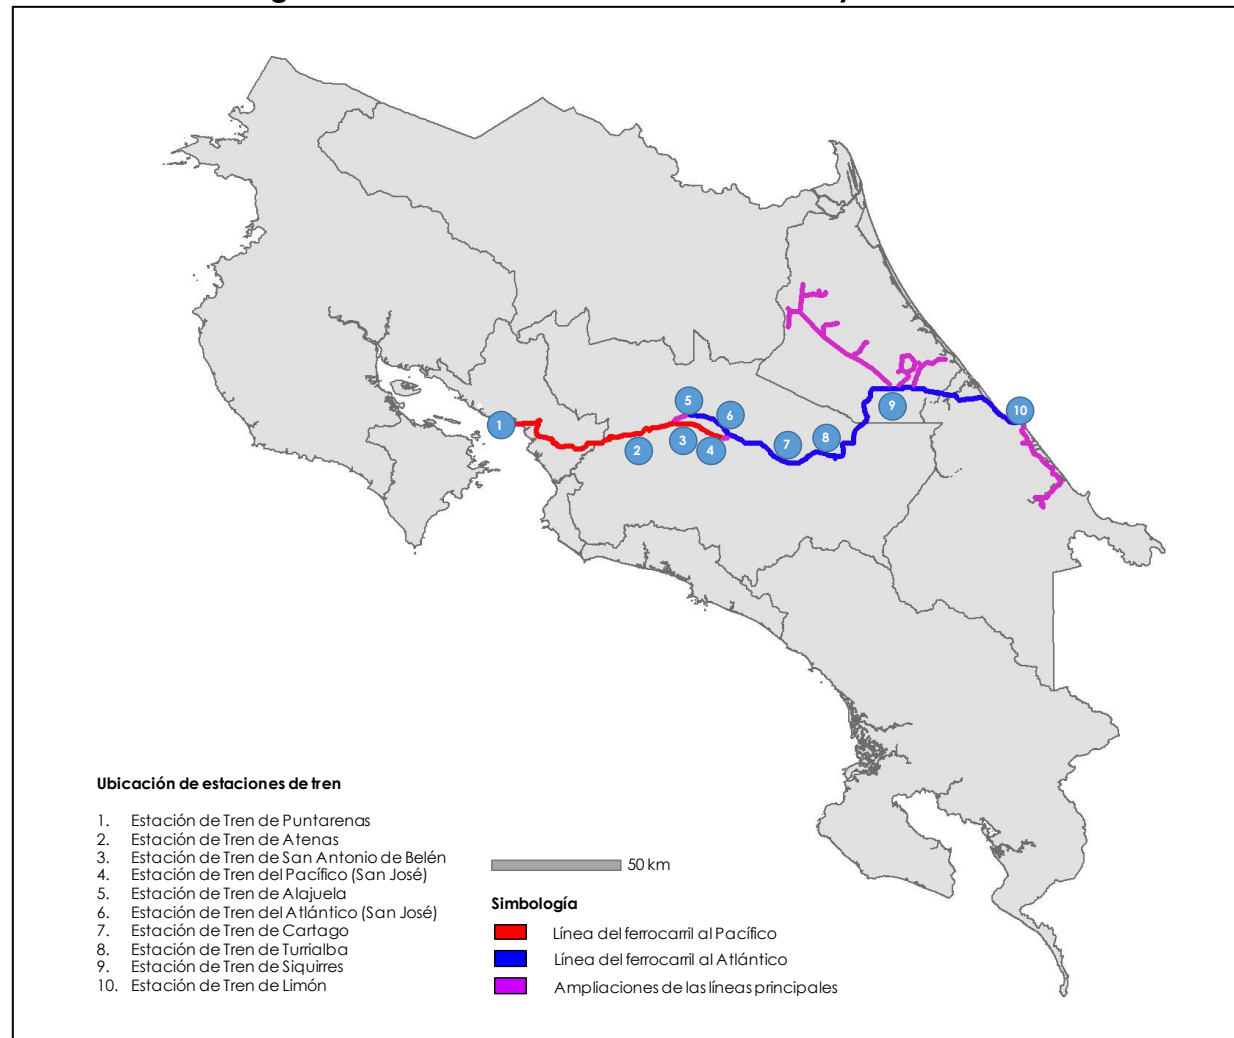 1
2
3
4
5
6
7
8
9
10
Ubicación de estaciones de tren
1. Estación de Tren de Puntarenas
2. Estación de Tren de Atenas
3. Estación de Tren de San Antonio de Belén
4. Estación de Tren del Pacífico (San José)
5. Estación de Tren de Alajuela
6. Estación de Tren del Atlántico (San José)
7. Estación de Tren de Cartago
8. Estación de Tren de Turrialba
9. Estación de Tren de Siquirres
10. Estación de Tren de Limón
50 km
Simbología
Línea del ferrocarril al Pacífico
Línea del ferrocarril al Atlántico
Ampliaciones de las líneas principales